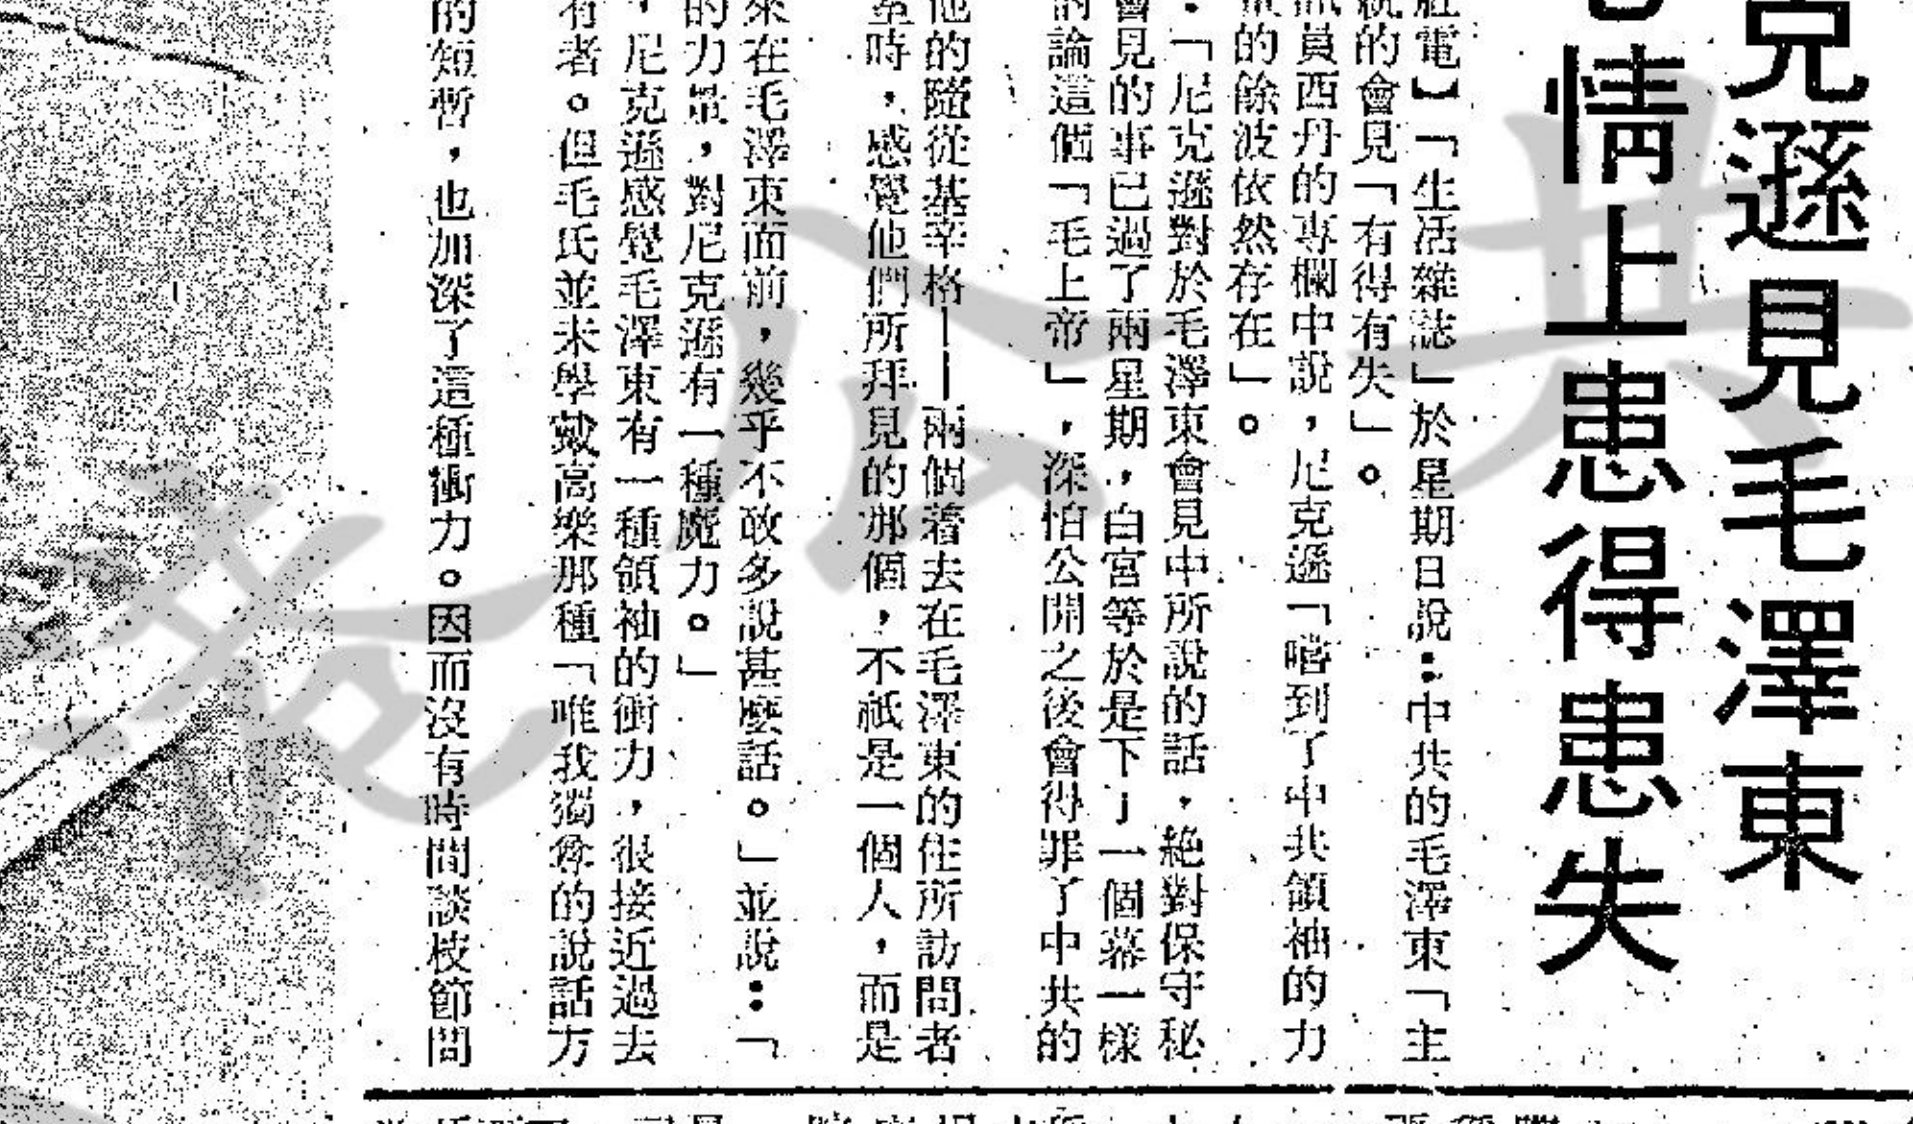 克遜見毛澤東
情上患得患失
社電】「生活雜誌」於星期日說：中共的毛澤東「主
統的會見「有得有失」。
訊員西丹的專欄中說，尼克遜「嚐到了中共領袖的力
量的餘波依然存在」。
：「尼克遜對於毛澤東會見中所說的話，絶對保守秘
會見的事已過了兩星期，白宮等於是下了一個幕一樣
討論這個「毛上帝」，深怕公開之後會得罪了中共的
他的隨從基辛格——兩個着去在毛澤東的住所訪問者
室時，感覺他們所拜見的那個，不祇是一個人，而是
來在毛澤東面前，幾乎不敢多說甚麼話。」並說：「
的力量，對尼克遜有一種魔力。」
，尼克遜感覺毛澤東有一種領袖的衝力，很接近過去
有者。但毛氏並未學戴高樂那種「唯我獨尊的說話方
的短暫，也加深了這種衝力。因而沒有時間談枝節問
共公